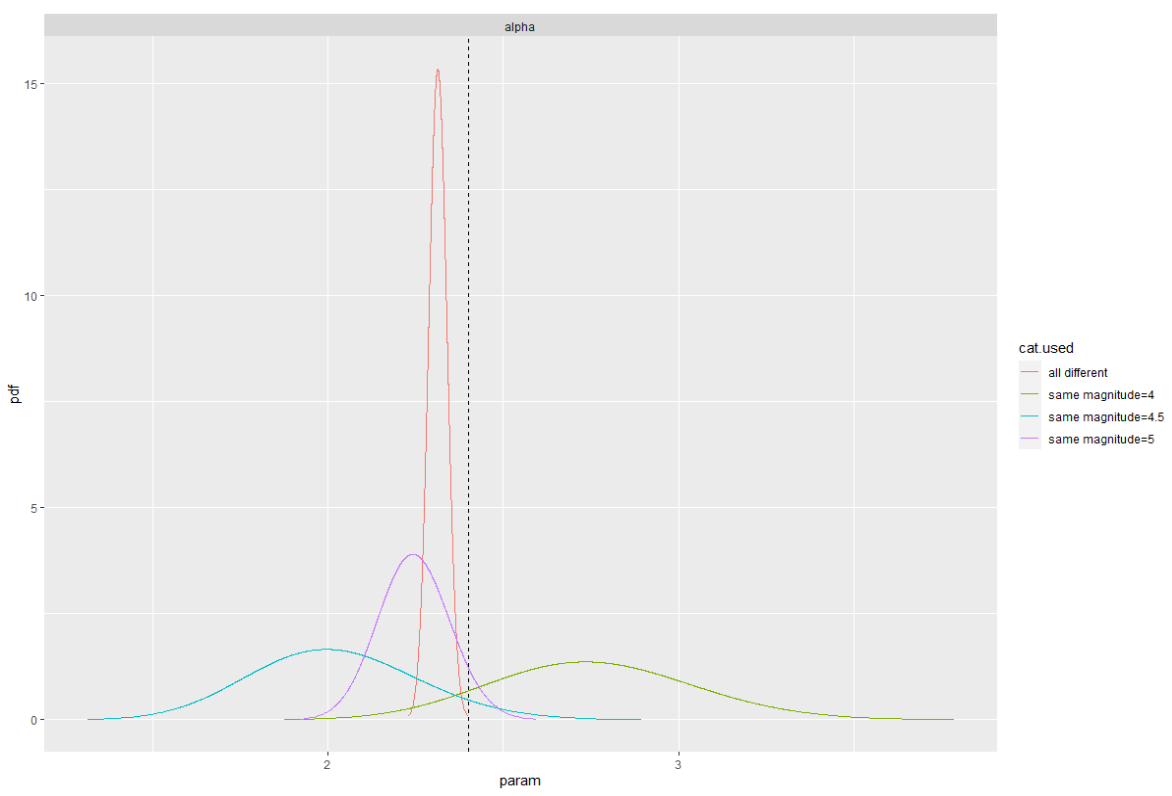 alpha
15
10
5
0
pdf
2
3
param
cat.used
all different
same magnitude=4
same magnitude=4.5
same magnitude=5